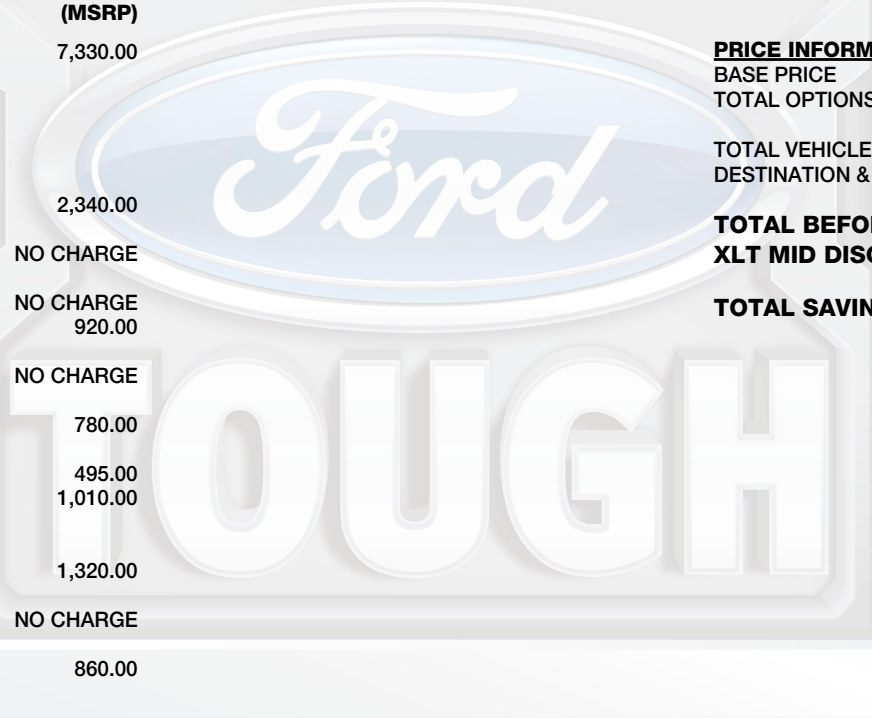 (MSRP)
7,330.00
2,340.00
NO CHARGE
NO CHARGE
920.00
NO CHARGE
780.00
495.00
1,010.00
1,320.00
NO CHARGE
860.00
PRICE INFORM
BASE PRICE
TOTAL OPTIONS
TOTAL VEHICLE
DESTINATION &
TOTAL BEFO
XLT MID DISC
TOTAL SAVIN
Ford
TOUGH